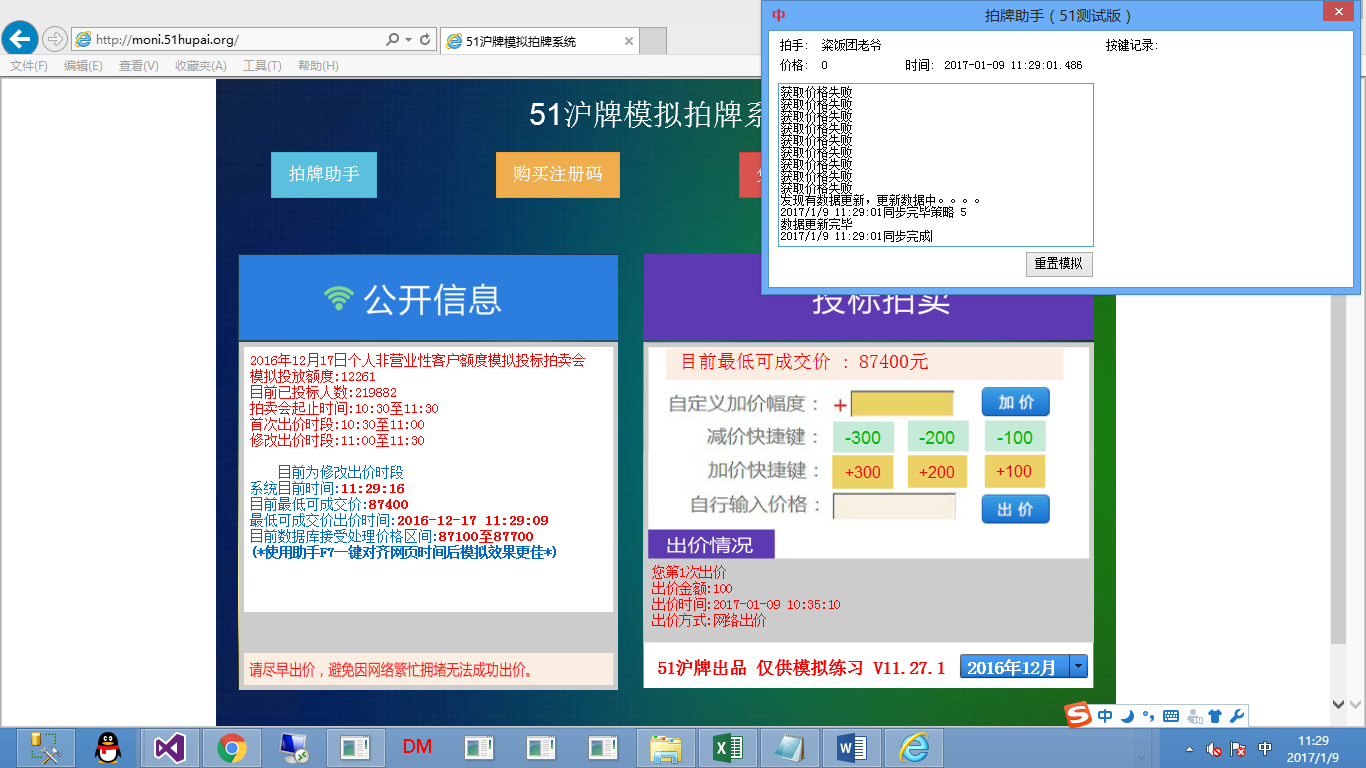 中
拍牌助手（51测试版）
拍手: 粢饭团老爷
按键记录:
价格: 0
时间: 2017-01-09 11:29:01.486
获取价格失败
获取价格失败
获取价格失败
获取价格失败
获取价格失败
获取价格失败
获取价格失败
获取价格失败
获取价格失败
发现有数据更新，更新数据中。。。。
2017/1/9 11:29:01同步完毕策略 5
数据更新完毕
2017/1/9 11:29:01同步完成
重置模拟
http://moni.51hupai.org/
51沪牌模拟拍牌系统
文件(F) 编辑(E) 查看(V) 收藏夹(A) 工具(T) 帮助(H)
51沪牌模拟拍牌系
拍牌助手
购买注册码
公开信息
投标拍卖
2016年12月17日个人非营业性客户额度模拟投标拍卖会
模拟投放额度:12261
目前已投标人数:219882
拍卖会起止时间:10:30至11:30
首次出价时段:10:30至11:00
修改出价时段:11:00至11:30
目前为修改出价时段
系统目前时间:11:29:16
目前最低可成交价:87400
最低可成交价出价时间:2016-12-17 11:29:09
目前数据库接受处理价格区间:87100至87700
(*使用助手F7一键对齐网页时间后模拟效果更佳*)
请尽早出价，避免因网络繁忙拥堵无法成功出价。
目前最低可成交价 : 87400元
自定义加价幅度: +
加 价
减价快捷键: -300 -200 -100
加价快捷键: +300 +200 +100
自行输入价格:
出 价
出价情况
您第1次出价
出价金额:100
出价时间:2017-01-09 10:35:10
出价方式:网络出价
51沪牌出品 仅供模拟练习 V11.27.1
2016年12月
S 中
DM
中
11:29
2017/1/9